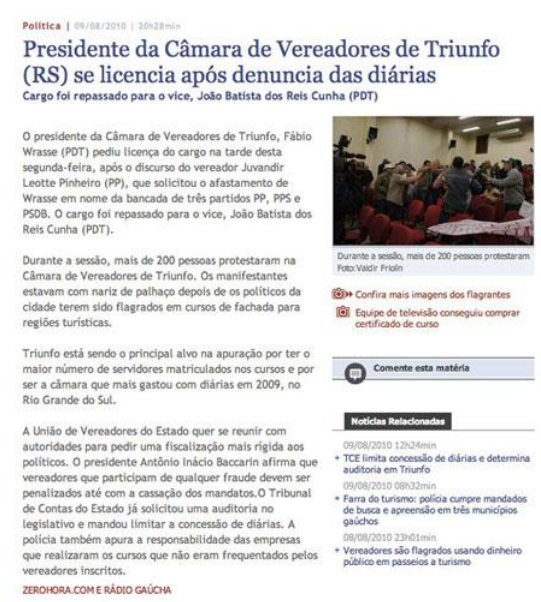 Política | 09/08/2010 | 20h28min
Presidente da Câmara de Vereadores de Triunfo
(RS) se licencia após denuncia das diárias
Cargo foi repassado para o vice, João Batista dos Reis Cunha (PDT)
O presidente da Câmara de Vereadores de Triunfo, Fábio
Wrasse (PDT) pediu licença do cargo na tarde desta
segunda-feira, após o discurso do vereador Juvandir
Leotte Pinheiro (PP), que solicitou o afastamento de
Wrasse em nome da bancada de três partidos PP, PPS e
PSDB. O cargo foi repassado para o vice, João Batista dos
Reis Cunha (PDT).
Durante a sessão, mais de 200 pessoas protestaram na
Câmara de Vereadores de Triunfo. Os manifestantes
estavam com nariz de palhaço depois de os políticos da
cidade terem sido flagrados em cursos de fachada para
regiões turísticas.
Triunfo está sendo o principal alvo na apuração por ter o
maior número de servidores matriculados nos cursos e por
ser a câmara que mais gastou com diárias em 2009, no
Rio Grande do Sul.
A União de Vereadores do Estado quer se reunir com
autoridades para pedir uma fiscalização mais rígida aos
políticos. O presidente Antônio Inácio Baccarin afirma que
vereadores que participam de qualquer fraude devem ser
penalizados até com a cassação dos mandatos.O Tribunal
de Contas do Estado já solicitou uma auditoria no
legislativo e mandou limitar a concessão de diárias. A
polícia também apura a responsabilidade das empresas
que realizaram os cursos que não eram frequentados pelos
vereadores inscritos.
ZEROHORA.COM E RÁDIO GAÚCHA
Durante a sessão, mais de 200 pessoas protestaram
Foto:Valdir Friolin
Confira mais imagens dos flagrantes
Equipe de televisão conseguiu comprar
certificado de curso
Comente esta matéria
Notícias Relacionadas
09/08/2010 12h24min
TCE limita concessão de diárias e determina
auditoria em Triunfo
09/08/2010 08h32min
Farra do turismo: polícia cumpre mandados
de busca e apreensão em três municípios
gaúchos
08/08/2010 23h01min
Vereadores são flagrados usando dinheiro
público em passeios a turismo